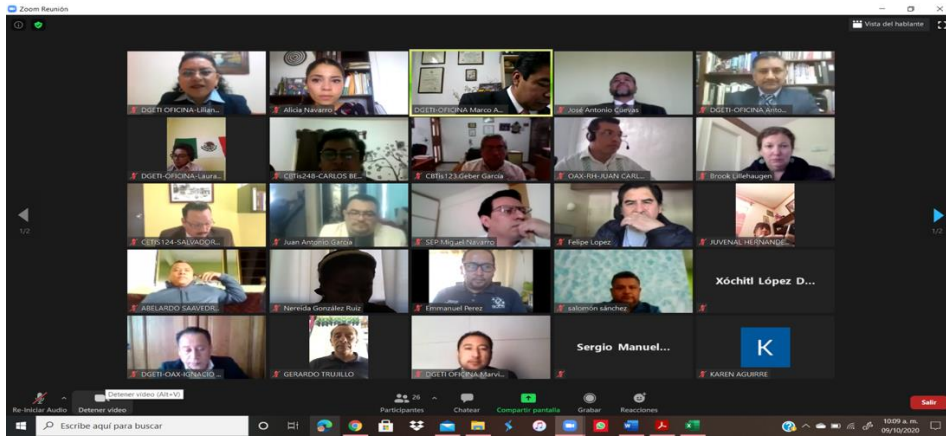 Zoom Reunión
Vista del hablante
DGETI OFICINA-Lilian...
Alicia Navarro
DGETI-OFICINA Marco A...
José Antonio Cuevas
DGETI-OFICINA Anto...
DGETI-OFICINA-Laura...
CBTis248-CARLOS BE...
CBTis123.Geber García
OAX-RH-JUAN CARL...
Brook Lillehaugen
CETIS124-SALVADOR...
Juan Antonio Garcia
SEP Miguel Navarro
Felipe Lopez
JUVENAL HERNANDE...
1/2
1/2
ABELARDO SAAVEDR...
Nereida González Ruiz
Emmanuel Perez
salomón sánchez
Xóchitl López D...
DGETI-OAX-IGNACIO ...
GERARDO TRUJILLO
DGETI OFICINA Marvi...
Sergio Manuel...
K
KAREN AGUIRRE
Detener video (Alt+V)
26
Re-Iniciar Audio
Detener video
Participantes
Chatear
Compartir pantalla
Grabar
Reacciones
Salir
Escribe aquí para buscar
10:09 a. m.
09/10/2020